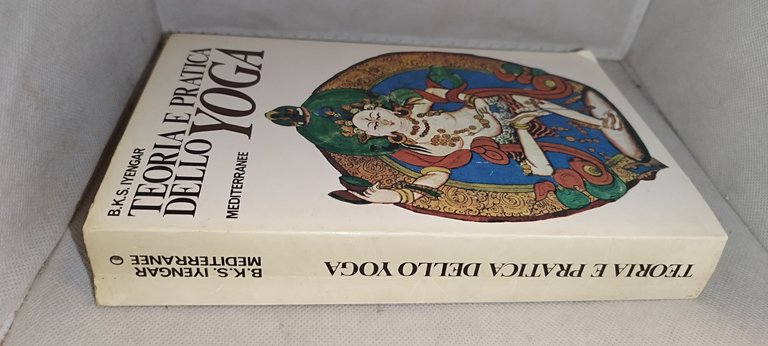 B.K.S. IYENGAR
TEORIA E PRATICA
DELLO YOGA
MEDITERRANEE
B.K.S. IYENGAR
MEDITERRANEE
TEORIA E PRATICA DELLO YOGA